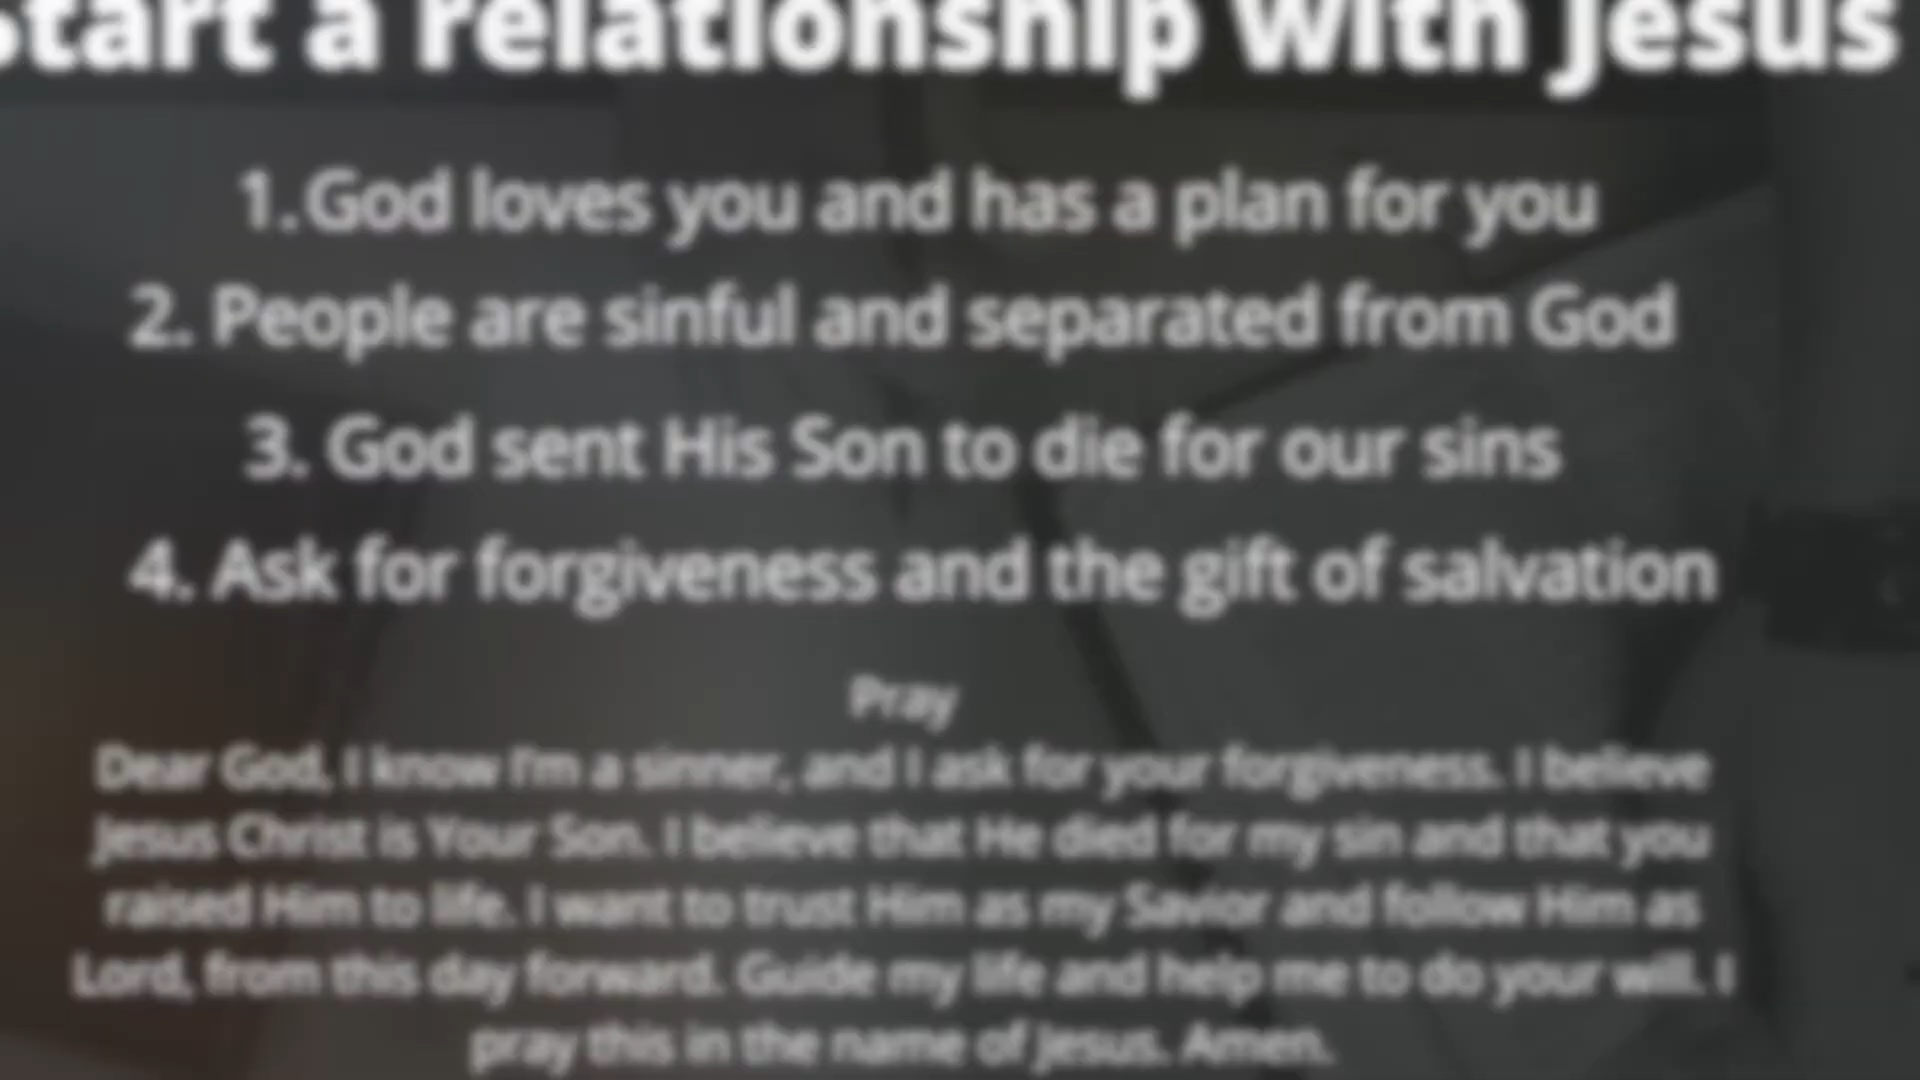 Start a relationship with Jesus
1.God loves you and has a plan for you
2. People are sinful and separated from God
3. God sent His Son to die for our sins
4. Ask for forgiveness and the gift of salvation
Pray
Dear God, I know I'm a sinner, and I ask for your forgiveness. I believe
Jesus Christ is Your Son. I believe that He died for my sin and that you
raised Him to life. I want to trust Him as my Savior and follow Him as
Lord, from this day forward. Guide my life and help me to do your will. I
pray this in the name of Jesus. Amen.